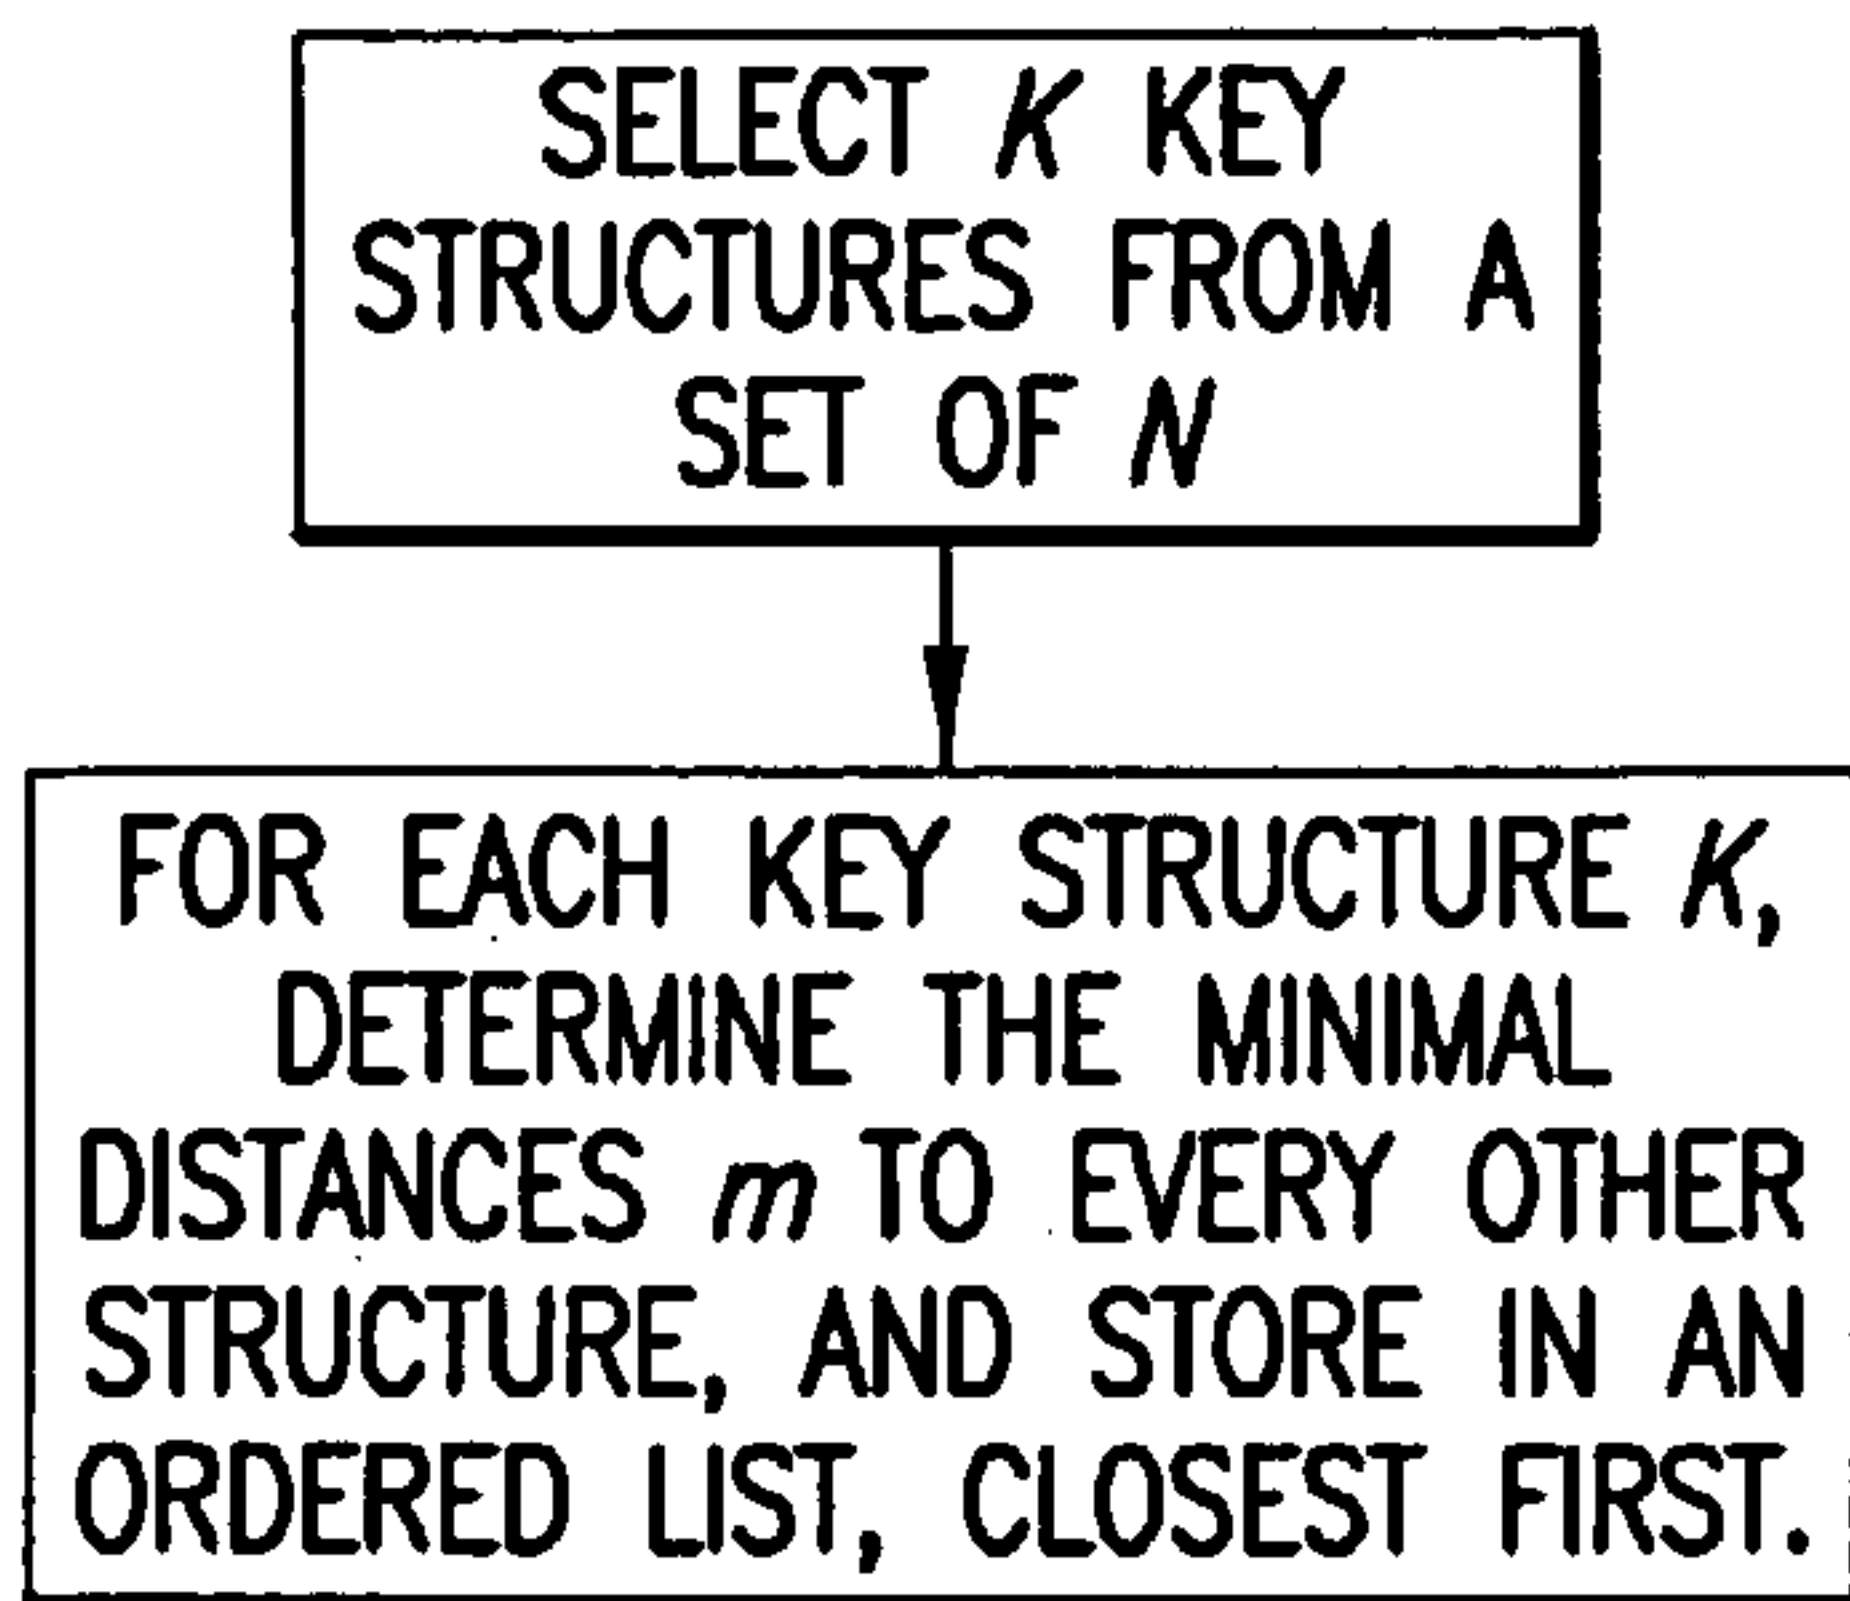 SELECT K KEY
STRUCTURES FROM A
SET OF N
FOR EACH KEY STRUCTURE K,
DETERMINE THE MINIMAL
DISTANCES m TO EVERY OTHER
STRUCTURE, AND STORE IN AN
ORDERED LIST, CLOSEST FIRST.